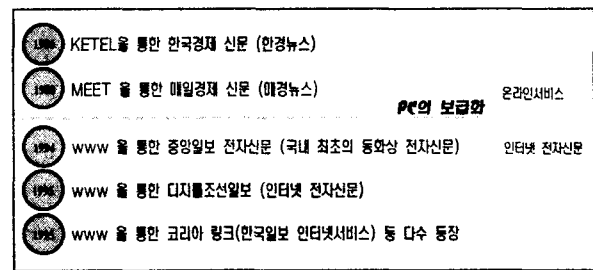 KETEL을 통한 한국경제 신문 (한경뉴스)
MEET 을 통한 매일경제 신문 (매경뉴스)
온라인서비스
PC의 보급화
1994 www 을 통한 중앙일보 전자신문 (국내 최초의 동화상 전자신문) 인터넷 전자신문
www 을 통한 디지틀조선일보 (인터넷 전자신문)
1995 www 을 통한 코리아 링크(한국일보 인터넷서비스) 등 다수 등장